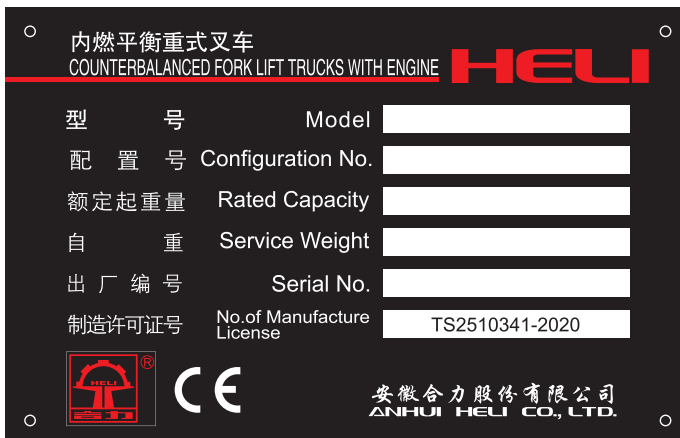 内燃平衡重式叉车
COUNTERBALANCED FORK LIFT TRUCKS WITH ENGINE
HELI
型 号 Model
配 置 号 Configuration No.
额定起重量 Rated Capacity
自 重 Service Weight
出厂编号 Serial No.
制造许可证号 No.of Manufacture License TS2510341-2020
HELI
®
合力
CE
安徽合力股份有限公司
ANHUI HELI CO., LTD.